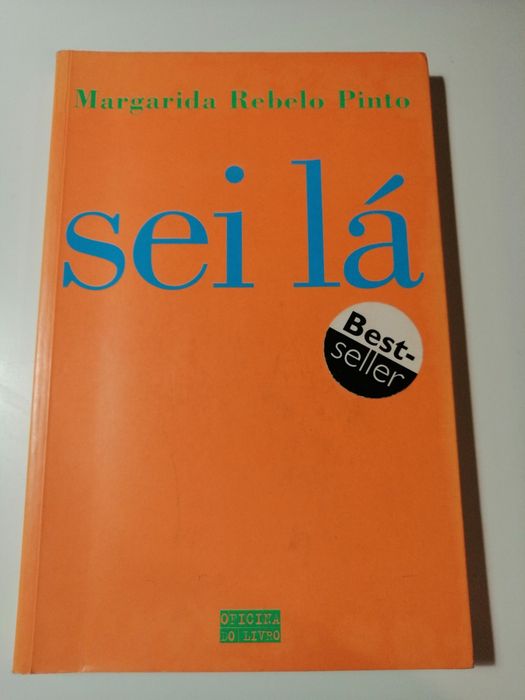 Margarida Rebelo Pinto
sei lá
Best-
seller
OFICINA
DO LIVRO